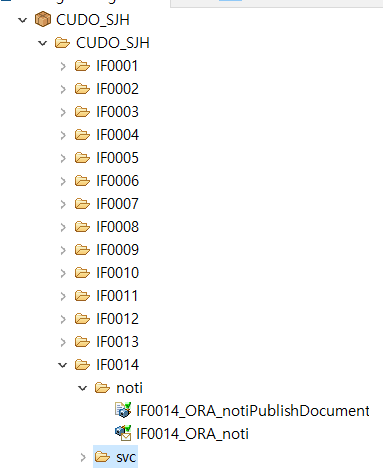 CUDO_SJH
CUDO_SJH
IF0001
IF0002
IF0003
IF0004
IF0005
IF0006
IF0007
IF0008
IF0009
IF0010
IF0011
IF0012
IF0013
IF0014
noti
IF0014_ORA_notiPublishDocument
IF0014_ORA_noti
svc